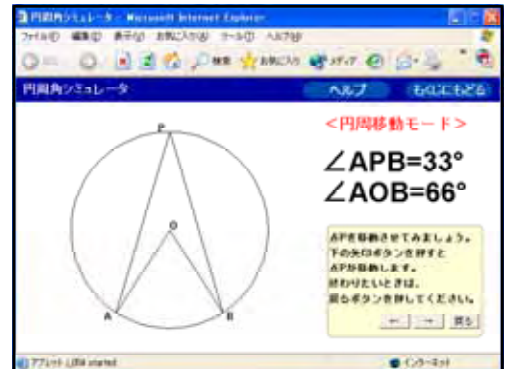 円周角シミュレータ - Microsoft Internet Explorer
ファイル(F) 編集(E) 表示(V) お気に入り(A) ツール(T) ヘルプ(H)
検索 お気に入り メディア
円周角シミュレータ ヘルプ もくじにもどる
＜円周移動モード＞
∠APB=33°
∠AOB=66°
P
O
A B
点Pを移動させてみましょう。
下の矢印ボタンを押すと
点Pが移動します。
終わりたいときは、
戻るボタンを押してください。
← → 戻る
started
インターネット